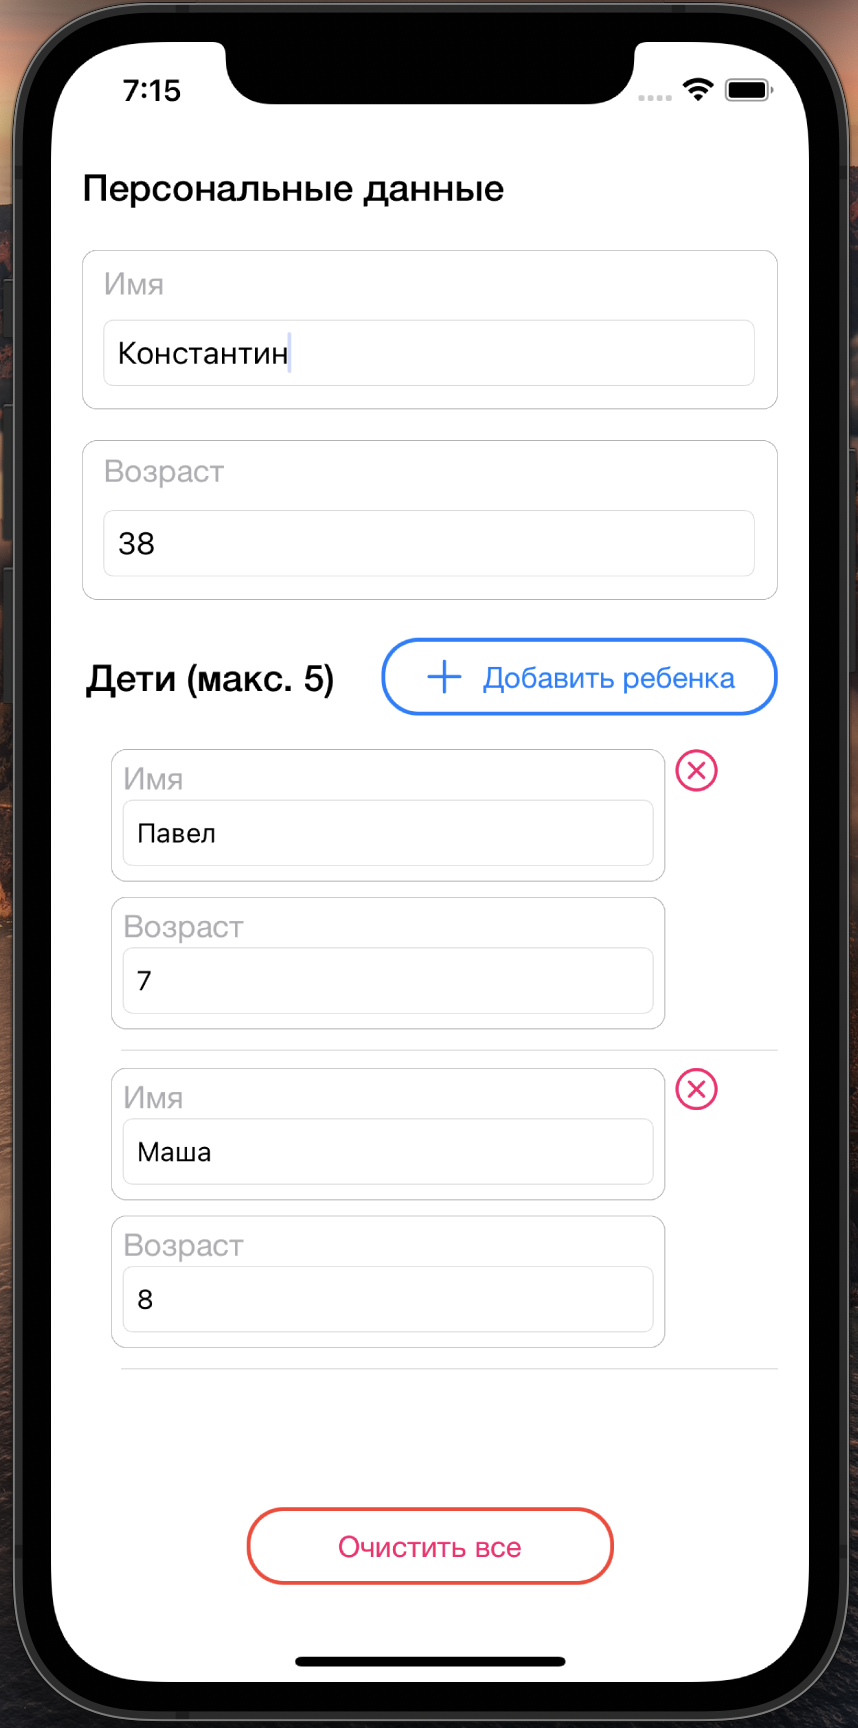 7:15
Персональные данные
Имя
Константин
Возраст
38
Дети (макс. 5)
Добавить ребенка
Имя
Павел
Возраст
7
Имя
Маша
Возраст
8
Очистить все